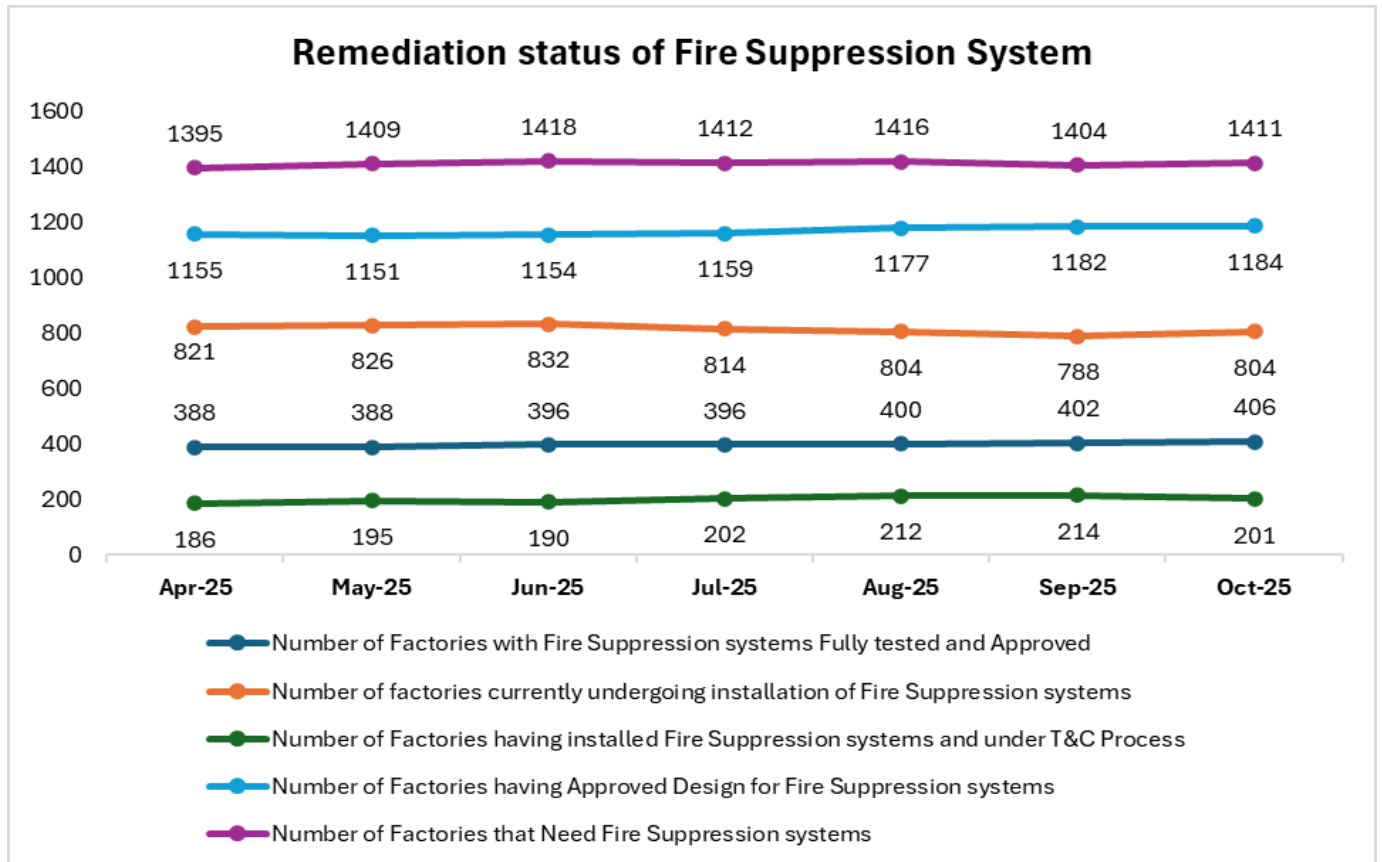 Remediation status of Fire Suppression System
1600
1400
1200
1000
800
600
400
200
0
1395 1409 1418 1412 1416 1404 1411
1155 1151 1154 1159 1177 1182 1184
821 826 832 814 804 788 804
388 388 396 396 400 402 406
186 195 190 202 212 214 201
Apr-25 May-25 Jun-25 Jul-25 Aug-25 Sep-25 Oct-25
Number of Factories with Fire Suppression systems Fully tested and Approved
Number of factories currently undergoing installation of Fire Suppression systems
Number of Factories having installed Fire Suppression systems and under T&C Process
Number of Factories having Approved Design for Fire Suppression systems
Number of Factories that Need Fire Suppression systems